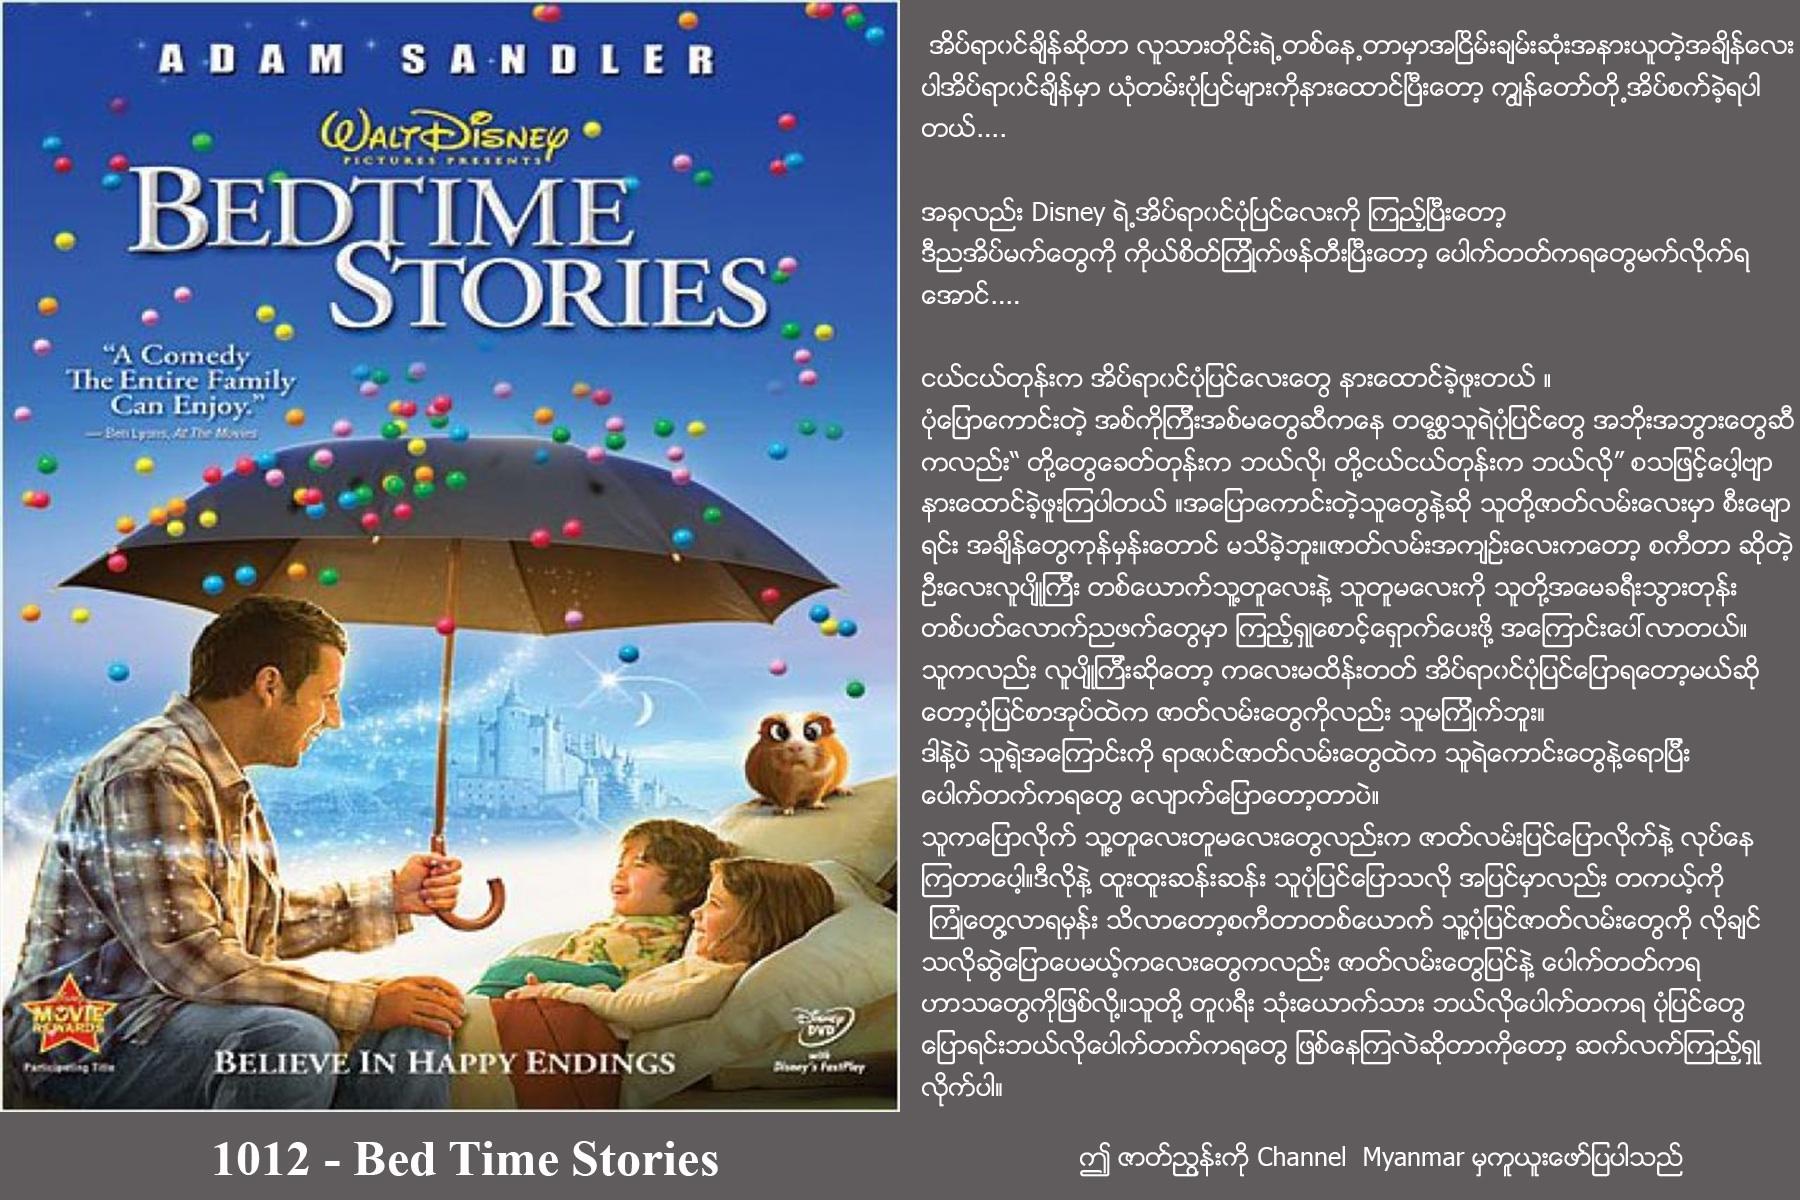 ADAM SANDLER
WALT DISNEY
PICTURES PRESENTS
BEDTIME
STORIES
“A Comedy
The Entire Family
Can Enjoy.”
— Ben Lyons, At The Movies
Disney
MOVIE
REWARDS
Participating Title
BELIEVE IN HAPPY ENDINGS
Disney
DVD
with
Disney's FastPlay
1012 - Bed Time Stories
အိပ်ရာဝင်ချိန်ဆိုတာ လူသားတိုင်းရဲ့တစ်နေ့တာမှာအငြိမ်းချမ်းဆုံးအနားယူတဲ့အချိန်လေး
ပါအိပ်ရာဝင်ချိန်မှာ ယုံတမ်းပုံပြင်များကိုနားထောင်ပြီးတော့ ကျွန်တော်တို့အိပ်စက်ခဲ့ရပါ
တယ်....
အခုလည်း Disney ရဲ့အိပ်ရာဝင်ပုံပြင်လေးကို ကြည့်ပြီးတော့
ဒီညအိပ်မက်တွေကို ကိုယ်စိတ်ကြိုက်ဖန်တီးပြီးတော့ ပေါက်တတ်ကရတွေမက်လိုက်ရ
အောင်....
ငယ်ငယ်တုန်းက အိပ်ရာဝင်ပုံပြင်လေးတွေ နားထောင်ခဲ့ဖူးတယ် ။
ပုံပြောကောင်းတဲ့ အစ်ကိုကြီးအစ်မတွေဆီကနေ တစ္ဆေသူရဲပုံပြင်တွေ အဘိုးအဘွားတွေဆီ
ကလည်း“ တို့တွေခေတ်တုန်းက ဘယ်လို၊ တို့ငယ်ငယ်တုန်းက ဘယ်လို” စသဖြင့်ပေါ့ဗျာ
နားထောင်ခဲ့ဖူးကြပါတယ် ။အပြောကောင်းတဲ့သူတွေနဲ့ဆို သူတို့ဇာတ်လမ်းလေးမှာ စီးမျော
ရင်း အချိန်တွေကုန်မှန်းတောင် မသိခဲ့ဘူး။ဇာတ်လမ်းအကျဉ်းလေးကတော့ စကီတာ ဆိုတဲ့
ဦးလေးလူပျိုကြီး တစ်ယောက်သူ့တူလေးနဲ့ သူတူမလေးကို သူတို့အမေခရီးသွားတုန်း
တစ်ပတ်လောက်ညဖက်တွေမှာ ကြည့်ရှုစောင့်ရှောက်ပေးဖို့ အကြောင်းပေါ်လာတယ်။
သူကလည်း လူပျိုကြီးဆိုတော့ ကလေးမထိန်းတတ် အိပ်ရာဝင်ပုံပြင်ပြောရတော့မယ်ဆို
တော့ပုံပြင်စာအုပ်ထဲက ဇာတ်လမ်းတွေကိုလည်း သူမကြိုက်ဘူး။
ဒါနဲ့ပဲ သူရဲ့အကြောင်းကို ရာဇဝင်ဇာတ်လမ်းတွေထဲက သူရဲကောင်းတွေနဲ့ရောပြီး
ပေါက်တက်ကရတွေ လျောက်ပြောတော့တာပဲ။
သူကပြောလိုက် သူ့တူလေးတူမလေးတွေလည်းက ဇာတ်လမ်းပြင်ပြောလိုက်နဲ့ လုပ်နေ
ကြတာပေါ့။ဒီလိုနဲ့ ထူးထူးဆန်းဆန်း သူပုံပြင်ပြောသလို အပြင်မှာလည်း တကယ့်ကို
ကြုံတွေ့လာရမှန်း သိလာတော့စကီတာတစ်ယောက် သူ့ပုံပြင်ဇာတ်လမ်းတွေကို လိုချင်
သလိုဆွဲပြောပေမယ့်ကလေးတွေကလည်း ဇာတ်လမ်းတွေပြင်နဲ့ ပေါက်တတ်ကရ
ဟာသတွေကိုဖြစ်လို့။သူတို့ တူဝရီး သုံးယောက်သား ဘယ်လိုပေါက်တကရ ပုံပြင်တွေ
ပြောရင်းဘယ်လိုပေါက်တက်ကရတွေ ဖြစ်နေကြလဲဆိုတာကိုတော့ ဆက်လက်ကြည့်ရှု
လိုက်ပါ။
ဤ ဇာတ်ညွှန်းကို Channel Myanmar မှကူယူးဖော်ပြပါသည်